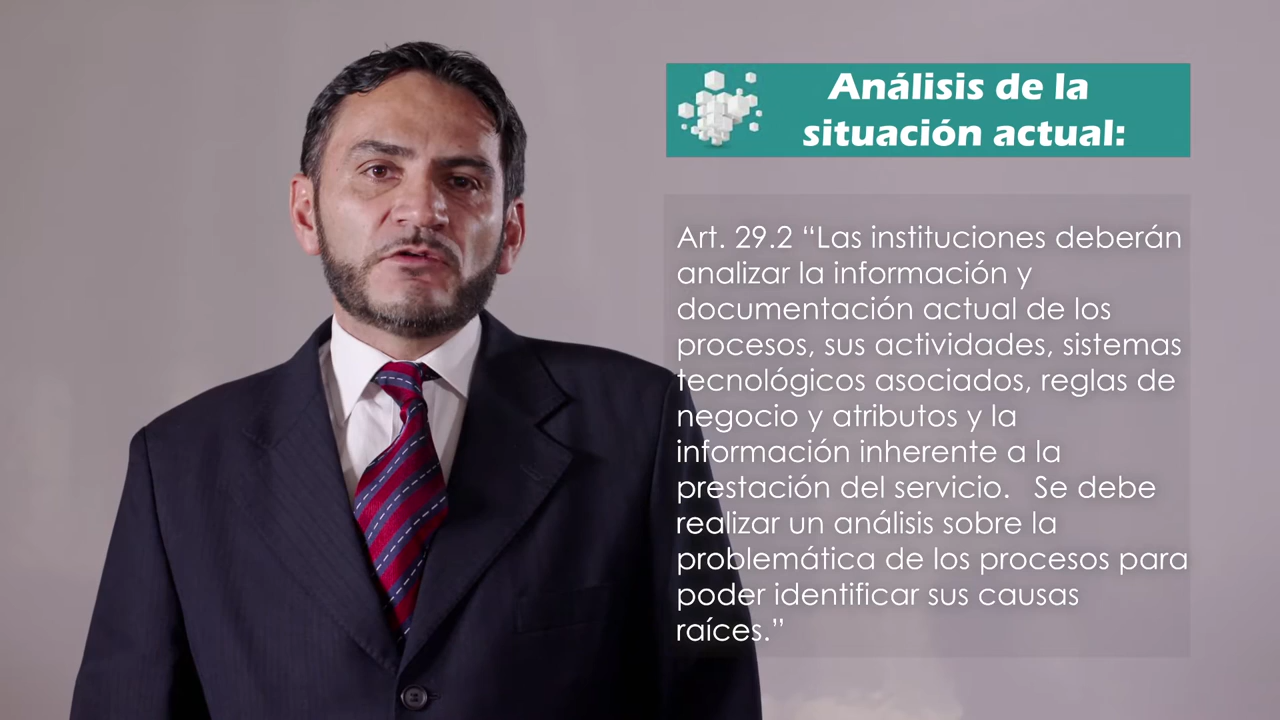 Análisis de la
situación actual:
Art. 29.2 “Las instituciones deberán
analizar la información y
documentación actual de los
procesos, sus actividades, sistemas
tecnológicos asociados, reglas de
negocio y atributos y la
información inherente a la
prestación del servicio.   Se debe
realizar un análisis sobre la
problemática de los procesos para
poder identificar sus causas
raíces.”